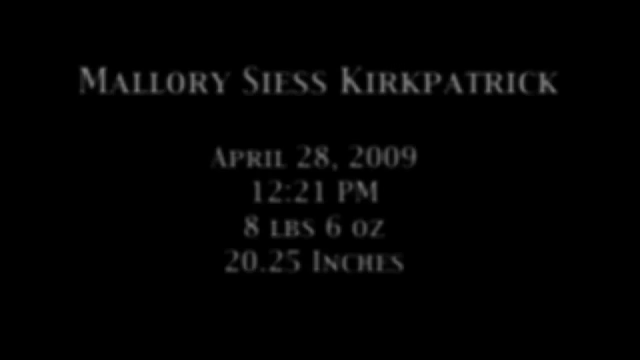 Mallory Siess Kirkpatrick
April 28, 2009
12:21 PM
8 lbs 6 oz
20.25 Inches